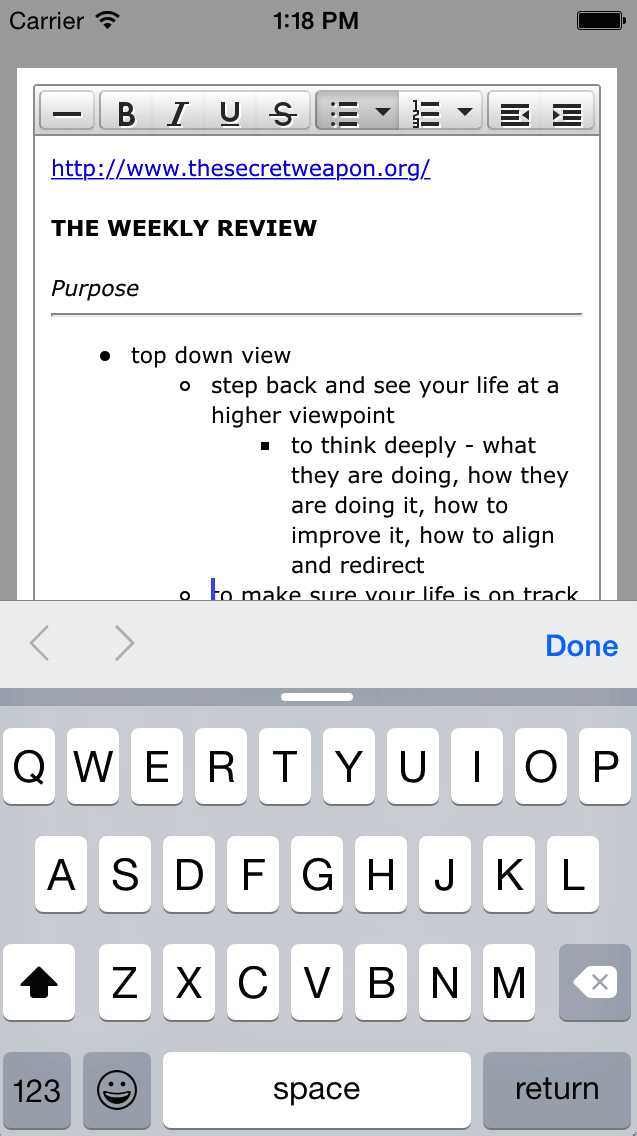 Carrier 1:18 PM
B I U S
http://www.thesecretweapon.org/
THE WEEKLY REVIEW
Purpose
top down view
step back and see your life at a
higher viewpoint
to think deeply - what
they are doing, how they
are doing it, how to
improve it, how to align
and redirect
to make sure your life is on track
Done
Q W E R T Y U I O P
A S D F G H J K L
Z X C V B N M
123 space return